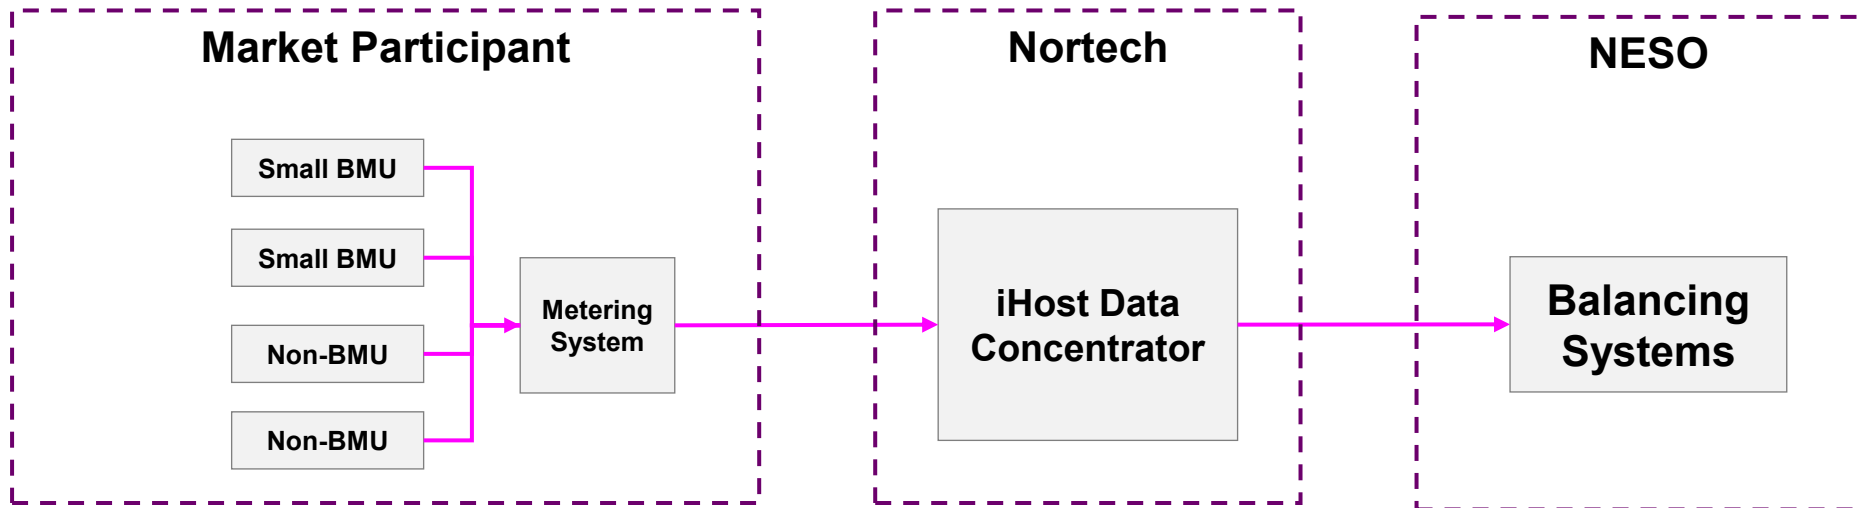 Market Participant
Small BMU
Small BMU
Non-BMU
Non-BMU
Metering
System
Nortech
iHost Data
Concentrator
NESO
Balancing
Systems